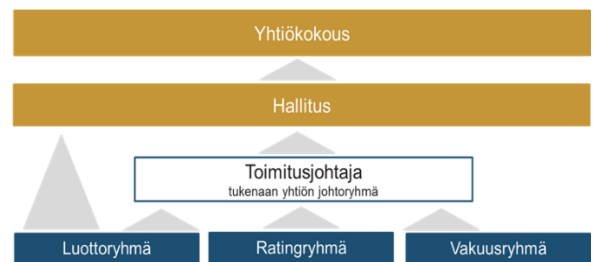 Yhtiökokous
Hallitus
Toimitusjohtaja
tukenaan yhtiön johtoryhmä
Luottoryhmä
Ratingryhmä
Vakuusryhmä